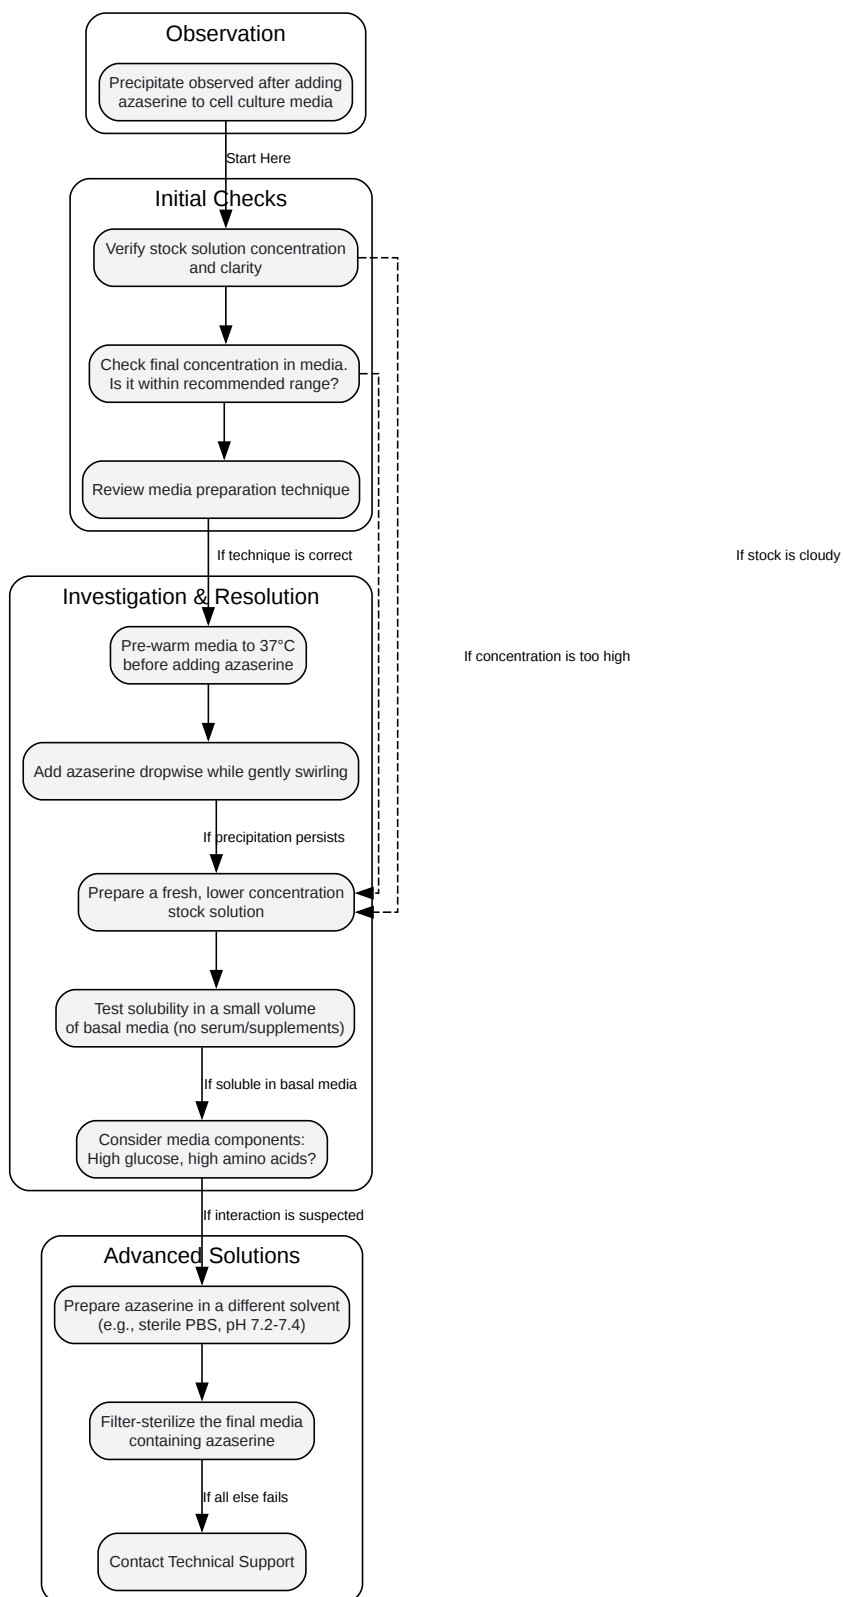 Observation
Precipitate observed after adding
azaserine to cell culture media
Start Here
Initial Checks
Verify stock solution concentration
and clarity
Check final concentration in media.
Is it within recommended range?
Review media preparation technique
If technique is correct
If stock is cloudy
Investigation & Resolution
Pre-warm media to 37°C
before adding azaserine
If concentration is too high
Add azaserine dropwise while gently swirling
If precipitation persists
Prepare a fresh, lower concentration
stock solution
Test solubility in a small volume
of basal media (no serum/supplements)
If soluble in basal media
Consider media components:
High glucose, high amino acids?
If interaction is suspected
Advanced Solutions
Prepare azaserine in a different solvent
(e.g., sterile PBS, pH 7.2-7.4)
Filter-sterilize the final media
containing azaserine
If all else fails
Contact Technical Support